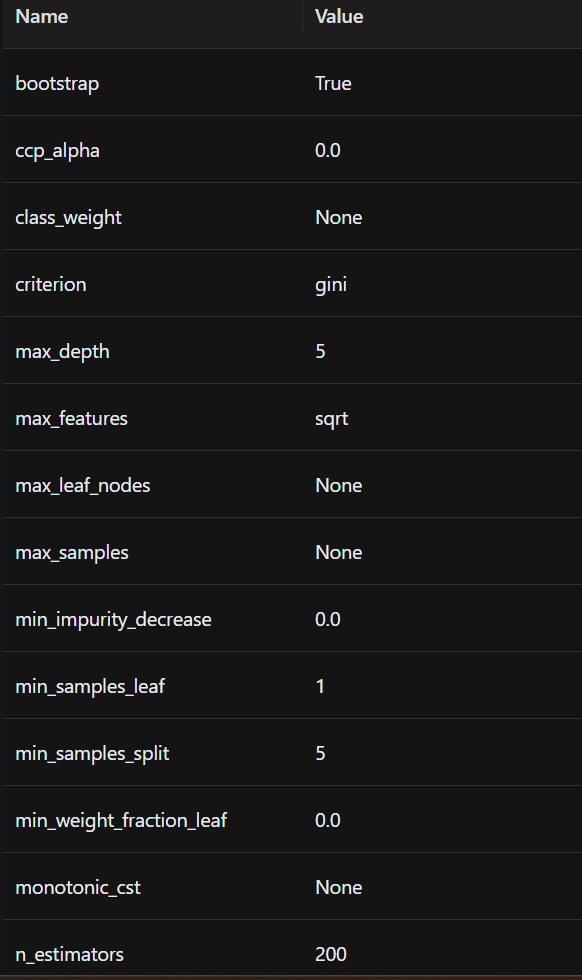 Name Value
bootstrap True
ccp_alpha 0.0
class_weight None
criterion gini
max_depth 5
max_features sqrt
max_leaf_nodes None
max_samples None
min_impurity_decrease 0.0
min_samples_leaf 1
min_samples_split 5
min_weight_fraction_leaf 0.0
monotonic_cst None
n_estimators 200